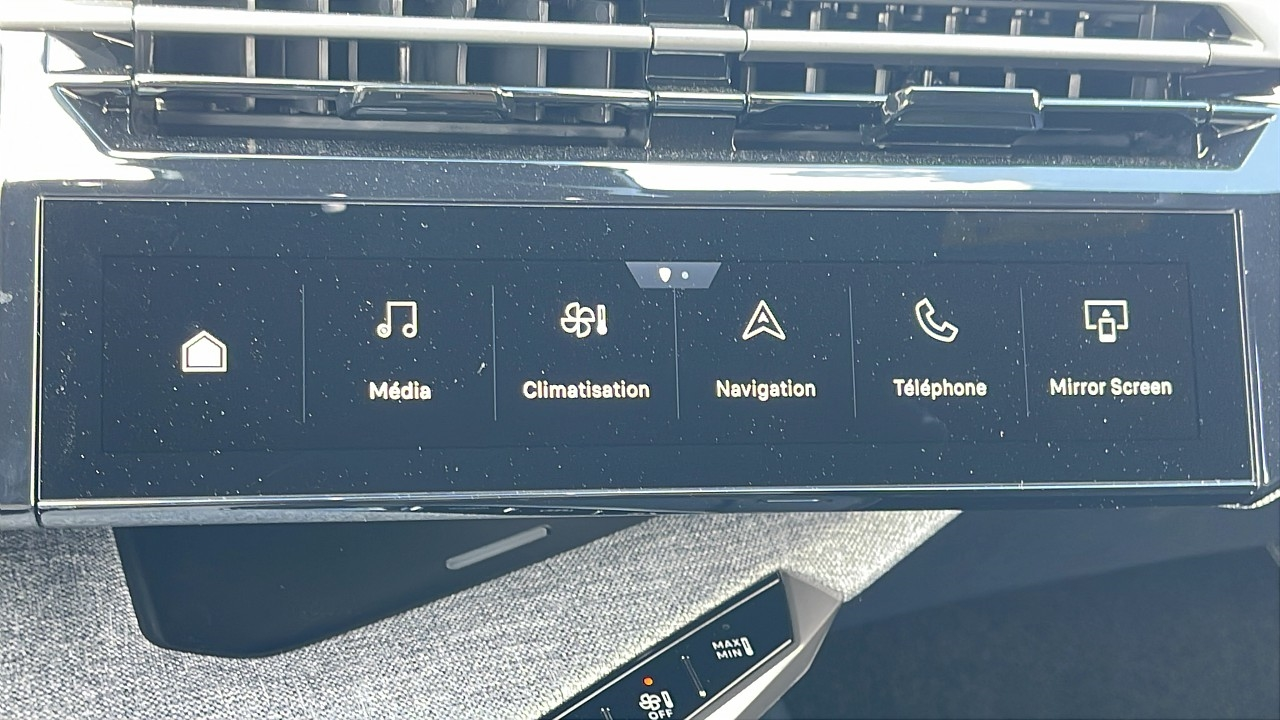 Média
Climatisation
Navigation
Téléphone
Mirror Screen
MAX
MIN
OFF